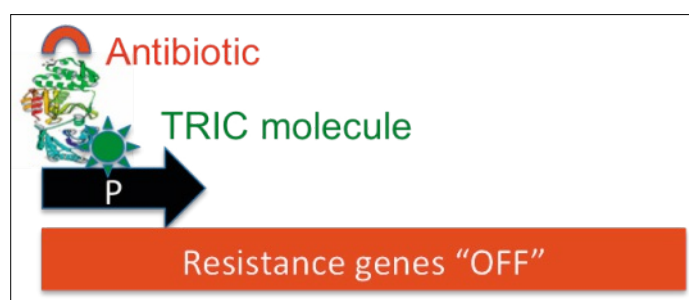 Antibiotic
TRIC molecule
P
Resistance genes “OFF”